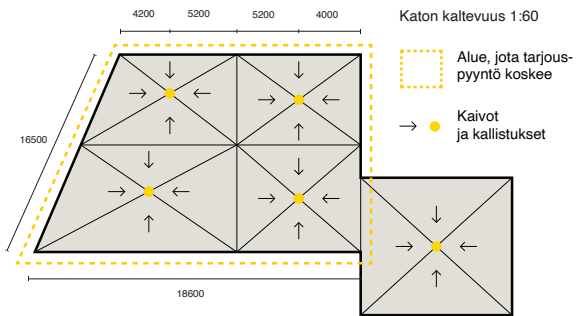 4200 5200 5200 4000
Katon kaltevuus 1:60
Alue, jota tarjous-
pyyntö koskee
Kaivot
ja kallistukset
16500
18600